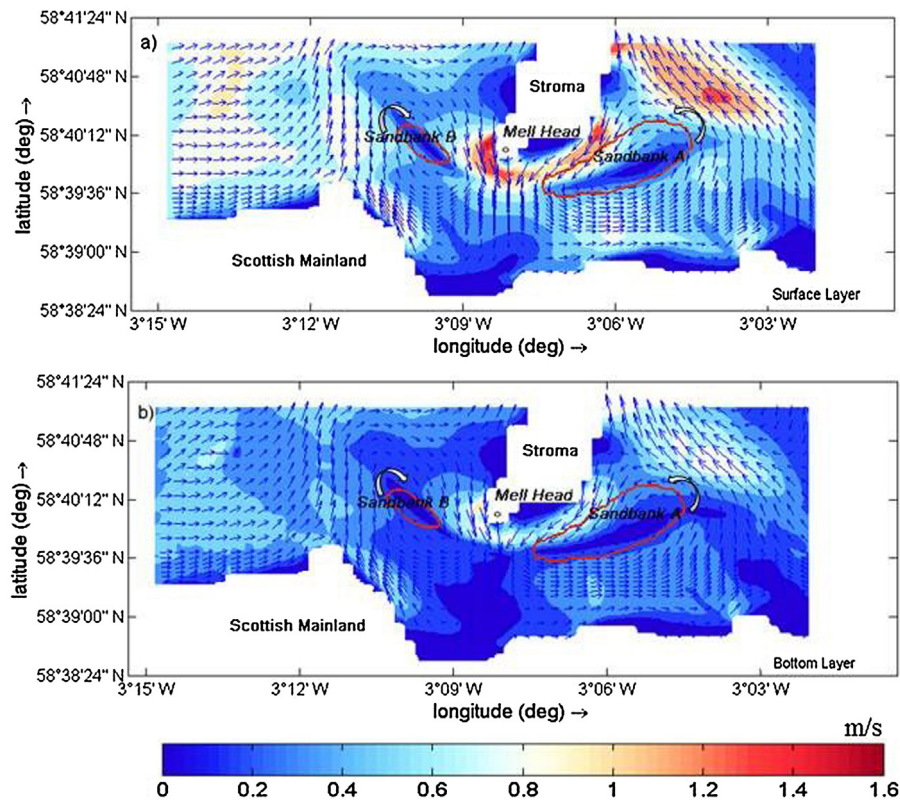 58°41'24" N
a)
58°40'48" N
Stroma
58°40'12" N
Mell Head
Sandbank B
Sandbank A
58°39'36" N
58°39'00" N
Scottish Mainland
Surface Layer
58°38'24" N
3°15'W
3°12'W
3°09'W
3°06'W
3°03'W
longitude (deg) →
latitude (deg) →
58°41'24" N
b)
58°40'48" N
Stroma
58°40'12" N
Mell Head
Sandbank B
Sandbank A
58°39'36" N
58°39'00" N
Scottish Mainland
Bottom Layer
58°38'24" N
3°15'W
3°12'W
3°09'W
3°06'W
3°03'W
longitude (deg) →
latitude (deg) →
m/s
0 0.2 0.4 0.6 0.8 1 1.2 1.4 1.6